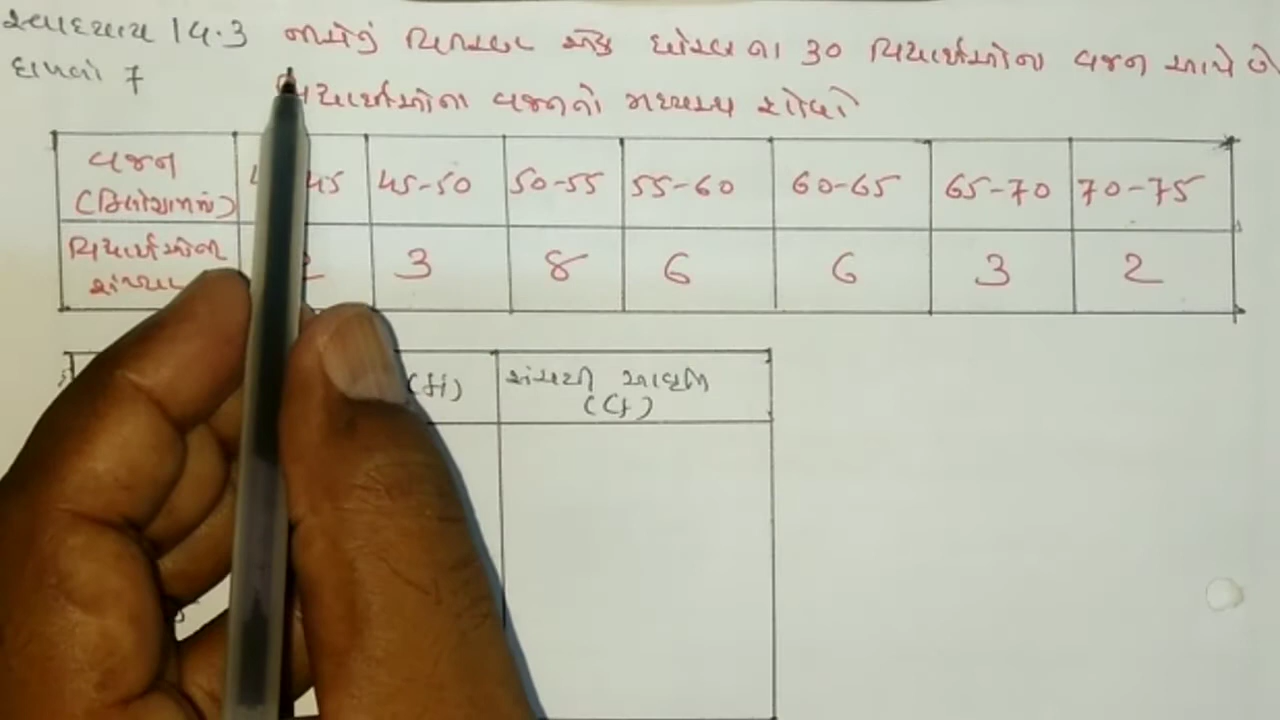 સ્વાધ્યાય 14.3 નીચેનું વિતરણ એક ધોરણ ના 30 વિદ્યાર્થીઓના વજન આપે છે
દાખલો 7
વિદ્યાર્થીઓના વજનનો મધ્યસ્થ શોધો
વજન (કિલોગ્રામમાં) 45 45-50 50-55 55-60 60-65 65-70 70-75
વિદ્યાર્થીઓની સંખ્યા 2 3 8 6 6 3 2
(fi) સંચયી આવૃત્તિ (cf)